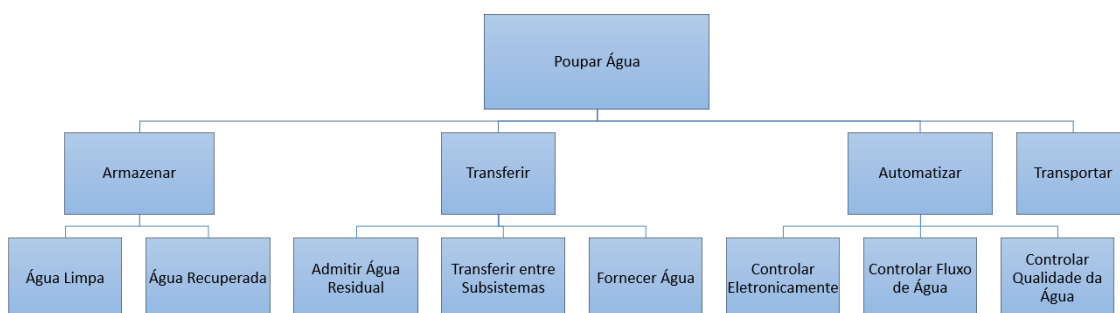 Poupar Água
Armazenar
Transferir
Automatizar
Transportar
Água Limpa
Água Recuperada
Admitir Água
Residual
Transferir entre
Subsistemas
Fornecer Água
Controlar
Eletronicamente
Controlar Fluxo
de Água
Controlar
Qualidade da
Água